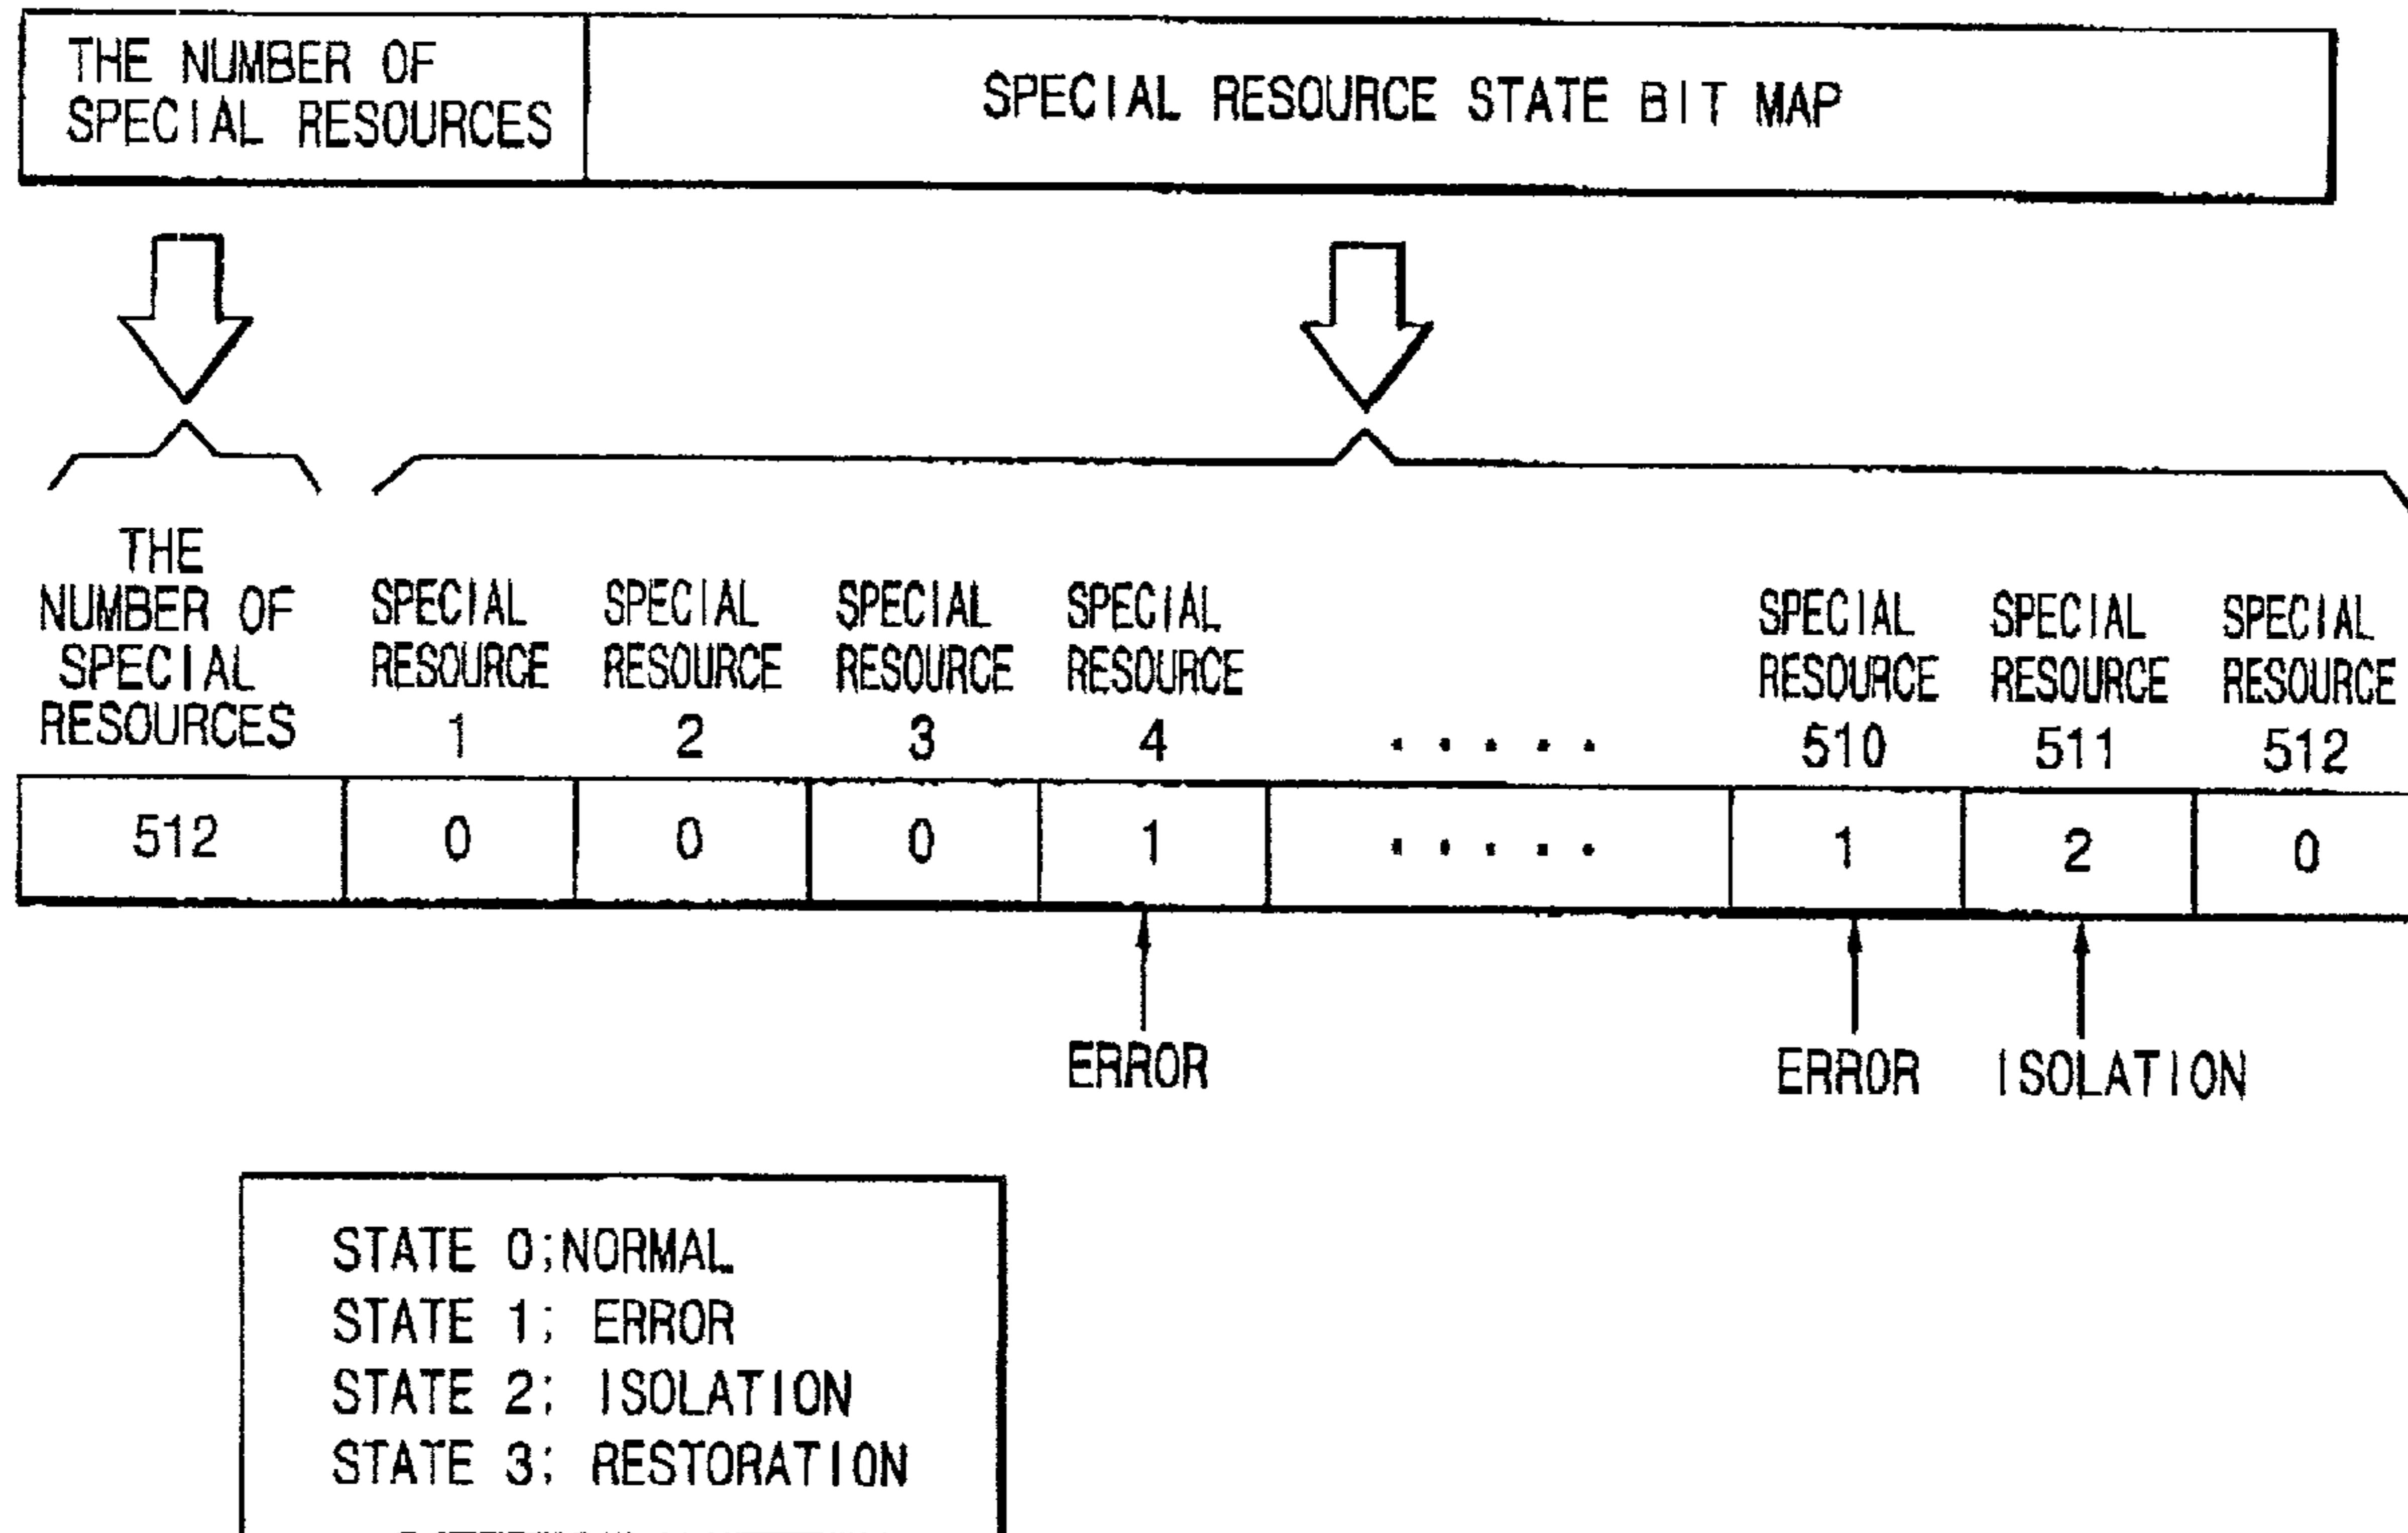 THE NUMBER OF
SPECIAL RESOURCES
SPECIAL RESOURCE STATE BIT MAP
THE
NUMBER OF
SPECIAL
RESOURCES
SPECIAL
RESOURCE
1
SPECIAL
RESOURCE
2
SPECIAL
RESOURCE
3
SPECIAL
RESOURCE
4
.....
SPECIAL
RESOURCE
510
SPECIAL
RESOURCE
511
SPECIAL
RESOURCE
512
512 0 0 0 1 ..... 1 2 0
ERROR ERROR ISOLATION
STATE 0;NORMAL
STATE 1; ERROR
STATE 2; ISOLATION
STATE 3; RESTORATION